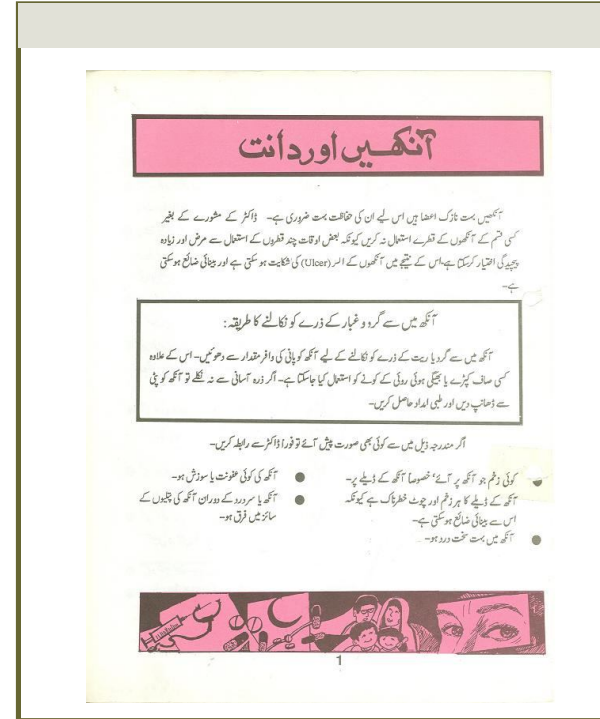 آنکھیں اور دانت
آنکھیں بہت نازک اعضا ہیں اس لیے ان کی حفاظت بہت ضروری ہے- ڈاکٹر کے مشورے کے بغیر
کسی قسم کے آنکھوں کے قطرے استعمال نہ کریں کیونکہ بعض اوقات چند قطروں کے استعمال سے مرض اور زیادہ
پیچیدگی اختیار کرسکتا ہے۔اس کے نتیجے میں آنکھوں کے السر (Ulcer) کی شکایت ہو سکتی ہے اور بینائی ضائع ہوسکتی
ہے-
آنکھ میں سے گرد و غبار کے ذرے کو نکالنے کا طریقہ :
آنکھ میں سے گرد یا ریت کے ذرے کو نکالنے کے لیے آنکھ کو پانی کی وافر مقدار سے دھوئیں- اس کے علاوہ
کسی صاف کپڑے یا بھیگی ہوئی روئی کے کونے کو استعمال کیا جاسکتا ہے- اگر ذرہ آسانی سے نہ نکلے تو آنکھ کو پٹی
سے ڈھانپ دیں اور طبی امداد حاصل کریں-
اگر مندرجہ ذیل میں سے کوئی بھی صورت پیش آئے تو فوراً ڈاکٹر سے رابطہ کریں-
کوئی زخم جو آنکھ پر آئے، خصوصاً آنکھ کے ڈیلے پر-
آنکھ کے ڈیلے کا ہر زخم اور چوٹ خطرناک ہے کیونکہ
اس سے بینائی ضائع ہوسکتی ہے-
● آنکھ میں بہت سخت درد ہو-
● آنکھ کی کوئی عفونت یا سوزش ہو-
● آنکھ یا سر درد کے دوران آنکھ کی پتلیوں کے
سائز میں فرق ہو-
1